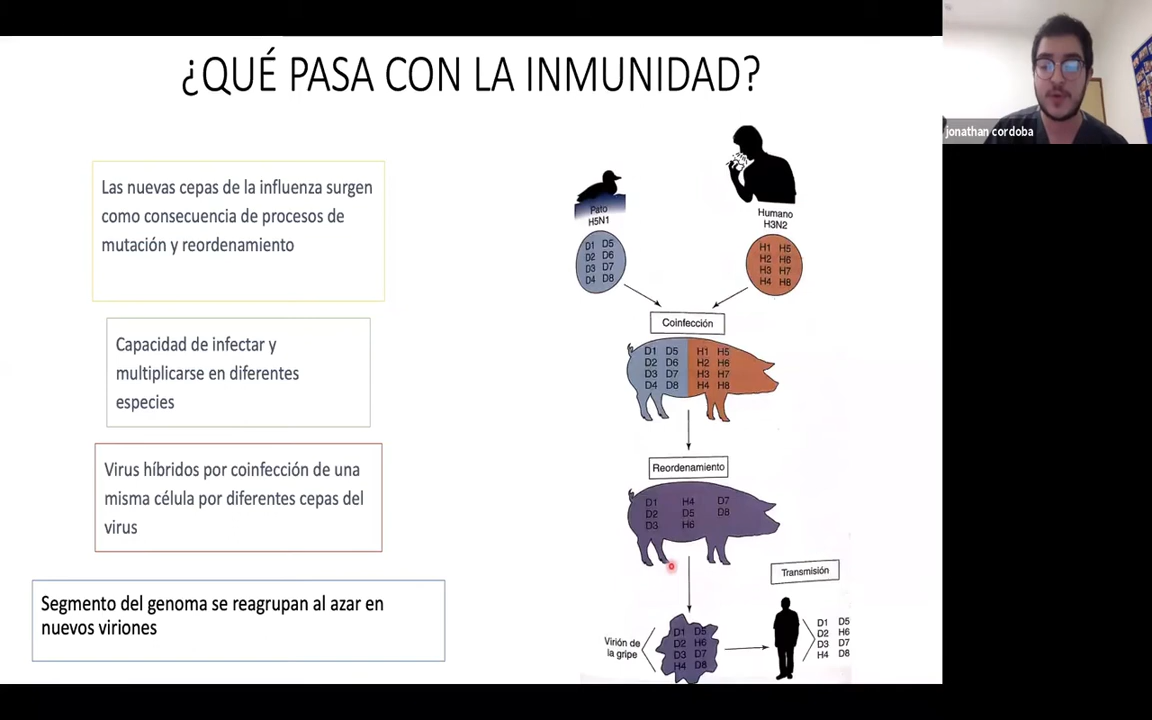 ¿QUÉ PASA CON LA INMUNIDAD?
jonathan cordoba
Las nuevas cepas de la influenza surgen
como consecuencia de procesos de
mutación y reordenamiento
Capacidad de infectar y
multiplicarse en diferentes
especies
Virus híbridos por coinfección de una
misma célula por diferentes cepas del
virus
Segmento del genoma se reagrupan al azar en
nuevos viriones
Pato
H5N1
D1 D5
D2 D6
D3 D7
D4 D8
Humano
H3N2
H1 H5
H2 H6
H3 H7
H4 H8
Coinfección
D1 D5 H1 H5
D2 D6 H2 H6
D3 D7 H3 H7
D4 D8 H4 H8
Reordenamiento
D1 H4 D7
D2 D5 D8
D3 H6
Transmisión
Virión de
la gripe
D1 D5
D2 H6
D3 D7
H4 D8
D1 D5
D2 H6
D3 D7
H4 D8